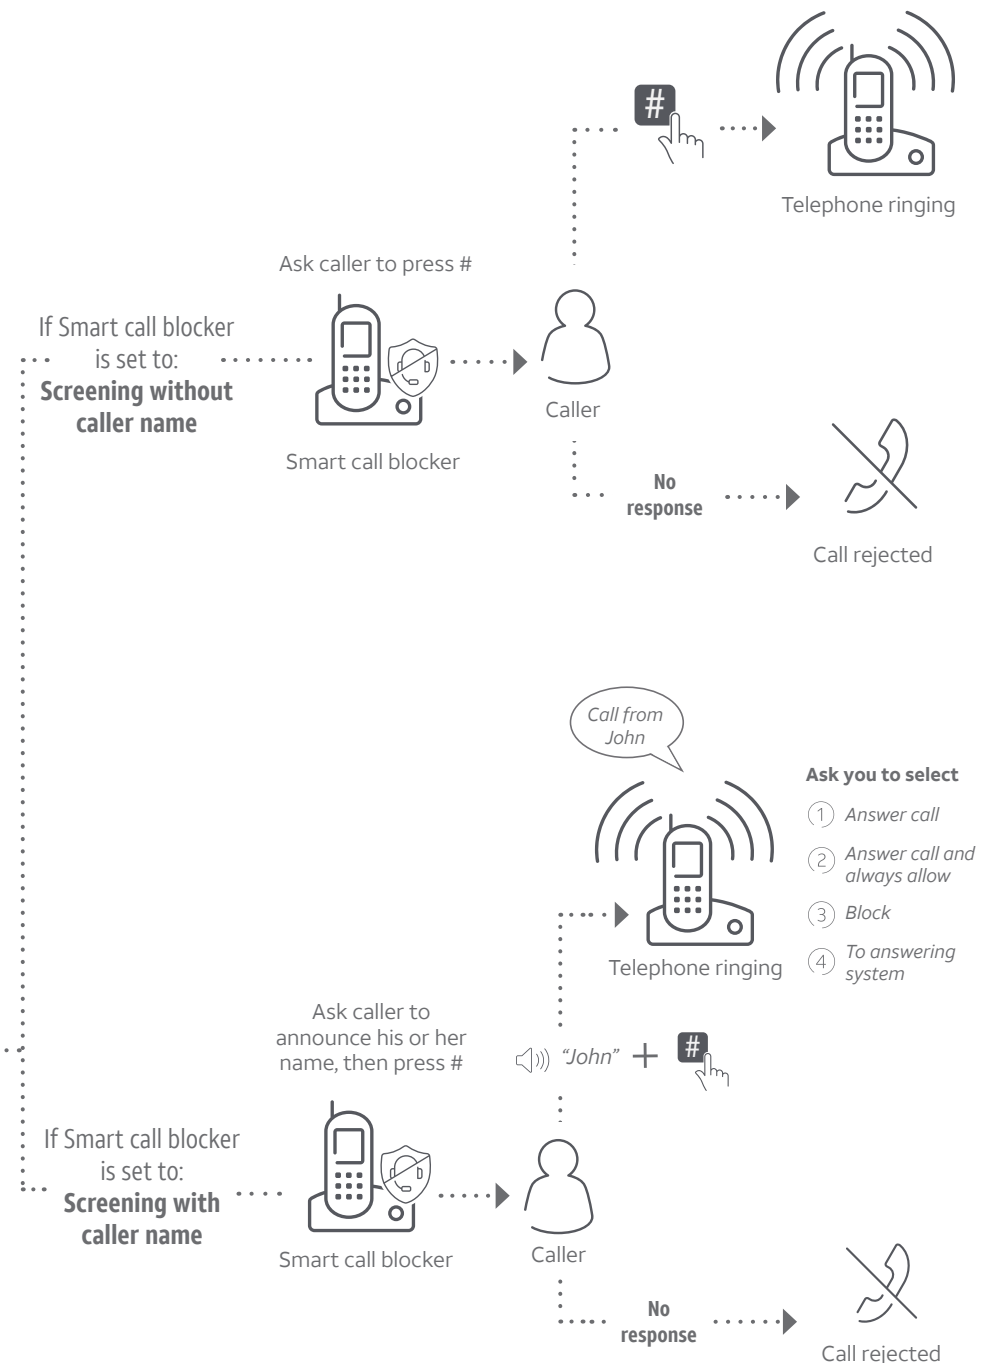 #
Telephone ringing
Ask caller to press #
If Smart call blocker
is set to:
Screening without
caller name
Smart call blocker
Caller
No
response
Call rejected
Call from
John
Ask you to select
1 Answer call
2 Answer call and
always allow
3 Block
4 To answering
system
Telephone ringing
Ask caller to
announce his or her
name, then press #
“John” + #
If Smart call blocker
is set to:
Screening with
caller name
Smart call blocker
Caller
No
response
Call rejected